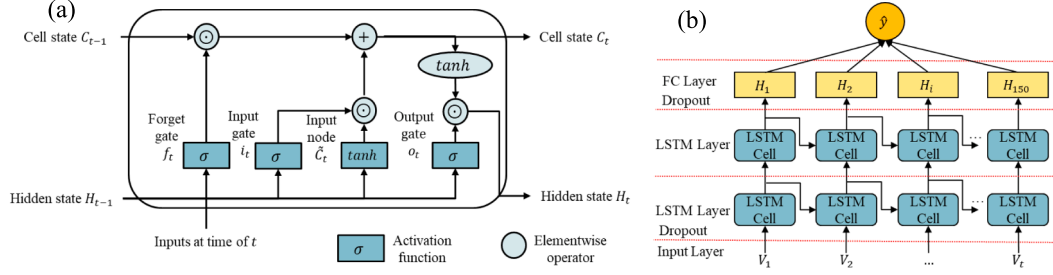 (a)
Cell state C_{t-1}
⊙
+
Cell state C_t
tanh
⊙
⊙
Forget
gate
f_t
Input
gate i_t
Input
node
C̃_t
Output
gate
o_t
σ
σ
tanh
σ
Hidden state H_{t-1}
Hidden state H_t
Inputs at time of t
σ
Activation
function
Elementwise
operator
(b)
ŷ
FC Layer
Dropout
H_1
H_2
H_i
H_150
LSTM Layer
LSTM
Cell
LSTM
Cell
LSTM
Cell
...
LSTM
Cell
LSTM Layer
Dropout
LSTM
Cell
LSTM
Cell
LSTM
Cell
...
LSTM
Cell
Input Layer
V_1
V_2
...
V_t